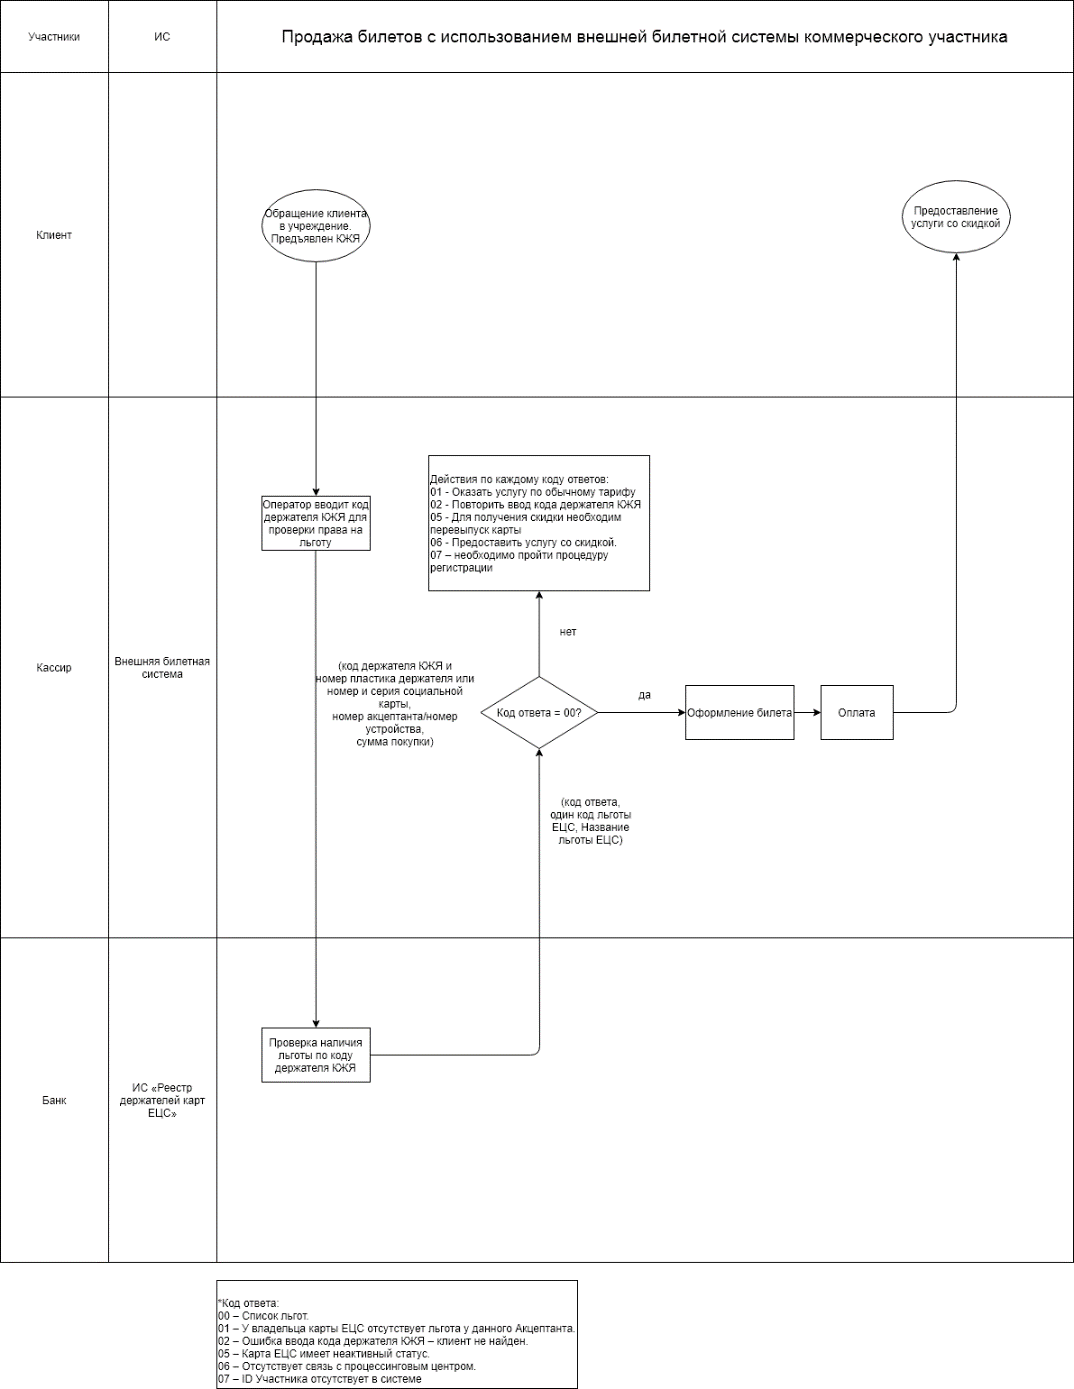 Участники
ИС
Продажа билетов с использованием внешней билетной системы коммерческого участника
Клиент
Обращение клиента
в учреждение.
Предъявлен КЖЯ
Предоставление
услуги со скидкой
Кассир
Внешняя билетная
система
Оператор вводит код
держателя КЖЯ для
проверки права на
льготу
Действия по каждому коду ответов:
01 - Оказать услугу по обычному тарифу
02 - Повторить ввод кода держателя КЖЯ
05 - Для получения скидки необходим
перевыпуск карты
06 - Предоставить услугу со скидкой.
07 – необходимо пройти процедуру
регистрации
нет
(код держателя КЖЯ и
номер пластика держателя или
номер и серия социальной
карты,
номер акцептанта/номер
устройства,
сумма покупки)
Код ответа = 00?
да
Оформление билета
Оплата
(код ответа,
один код льготы
ЕЦС, Название
льготы ЕЦС)
Банк
ИС «Реестр
держателей карт
ЕЦС»
Проверка наличия
льготы по коду
держателя КЖЯ
*Код ответа:
00 – Список льгот.
01 – У владельца карты ЕЦС отсутствует льгота у данного Акцептанта.
02 – Ошибка ввода кода держателя КЖЯ – клиент не найден.
05 – Карта ЕЦС имеет неактивный статус.
06 – Отсутствует связь с процессинговым центром.
07 – ID Участника отсутствует в системе